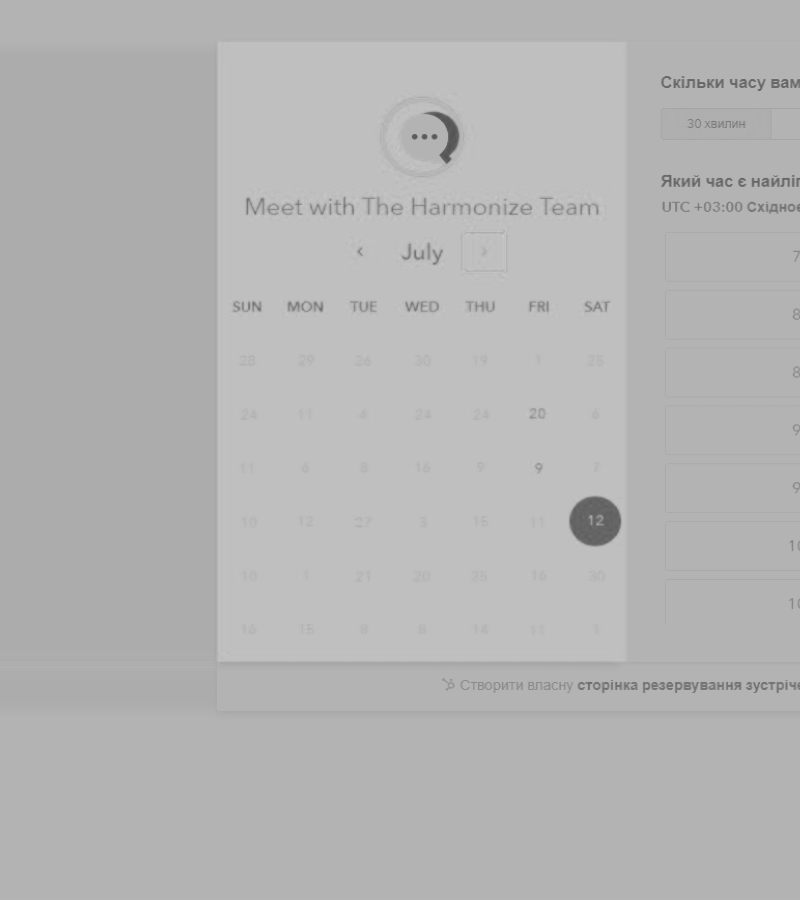 Meet with The Harmonize Team
July
SUN MON TUE WED THU FRI SAT
28 29 26 30 19 1 25
24 11 4 24 24 20 6
11 6 8 16 9 9 7
10 12 27 3 15 11 12
10 1 21 20 25 16 30
16 15 8 8 14 11 1
Скільки часу вам
30 хвилин
Який час є найліп
UTC +03:00 Східноє
7
8
8
9
9
10
10
Створити власну сторінка резервування зустріче